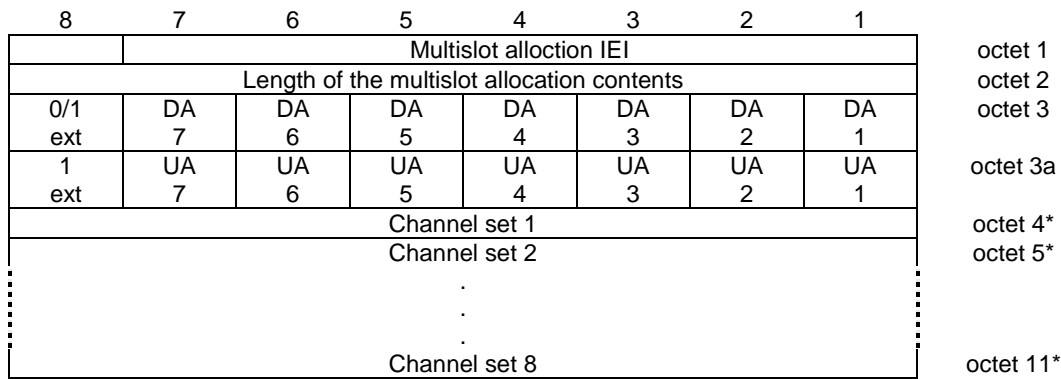 8 7 6 5 4 3 2 1
Multislot alloction IEI octet 1
Length of the multislot allocation contents octet 2
0/1 DA DA DA DA DA DA DA octet 3
ext 7 6 5 4 3 2 1
1 UA UA UA UA UA UA UA octet 3a
ext 7 6 5 4 3 2 1
Channel set 1 octet 4*
Channel set 2 octet 5*
.
.
.
Channel set 8 octet 11*